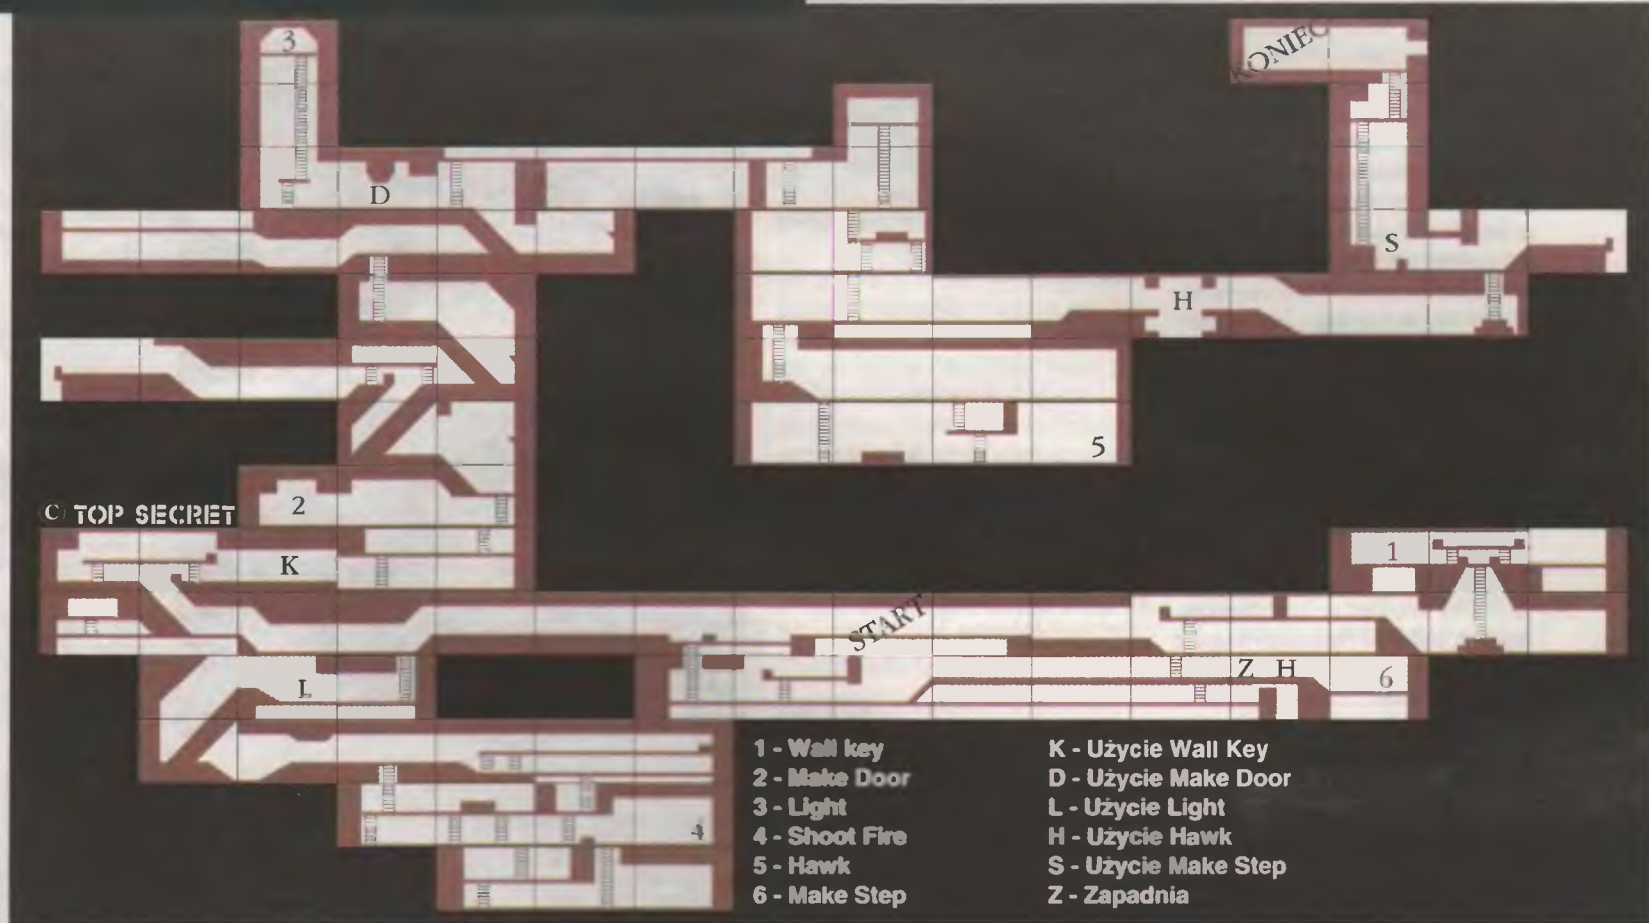 3
KONIEC
D
S
H
5
2
© TOP SECRET
K
1
START
L
Z H
6
4
1 - Wall key
2 - Make Door
3 - Light
4 - Shoot Fire
5 - Hawk
6 - Make Step
K - Użycie Wall Key
D - Użycie Make Door
L - Użycie Light
H - Użycie Hawk
S - Użycie Make Step
Z - Zapadnia